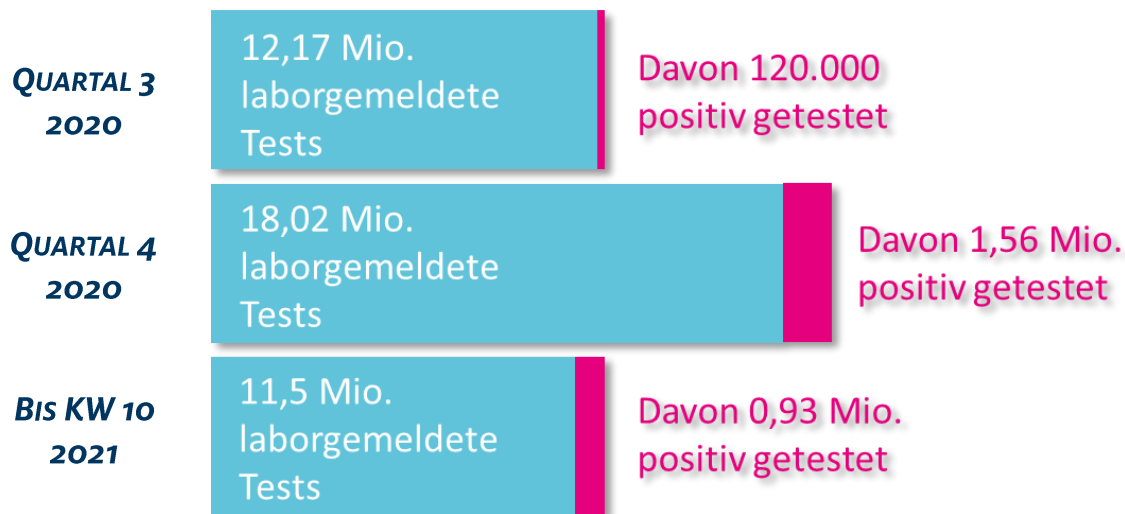 QUARTAL 3
2020
12,17 Mio.
laborgemeldete
Tests
Davon 120.000
positiv getestet
QUARTAL 4
2020
18,02 Mio.
laborgemeldete
Tests
Davon 1,56 Mio.
positiv getestet
BIS KW 10
2021
11,5 Mio.
laborgemeldete
Tests
Davon 0,93 Mio.
positiv getestet